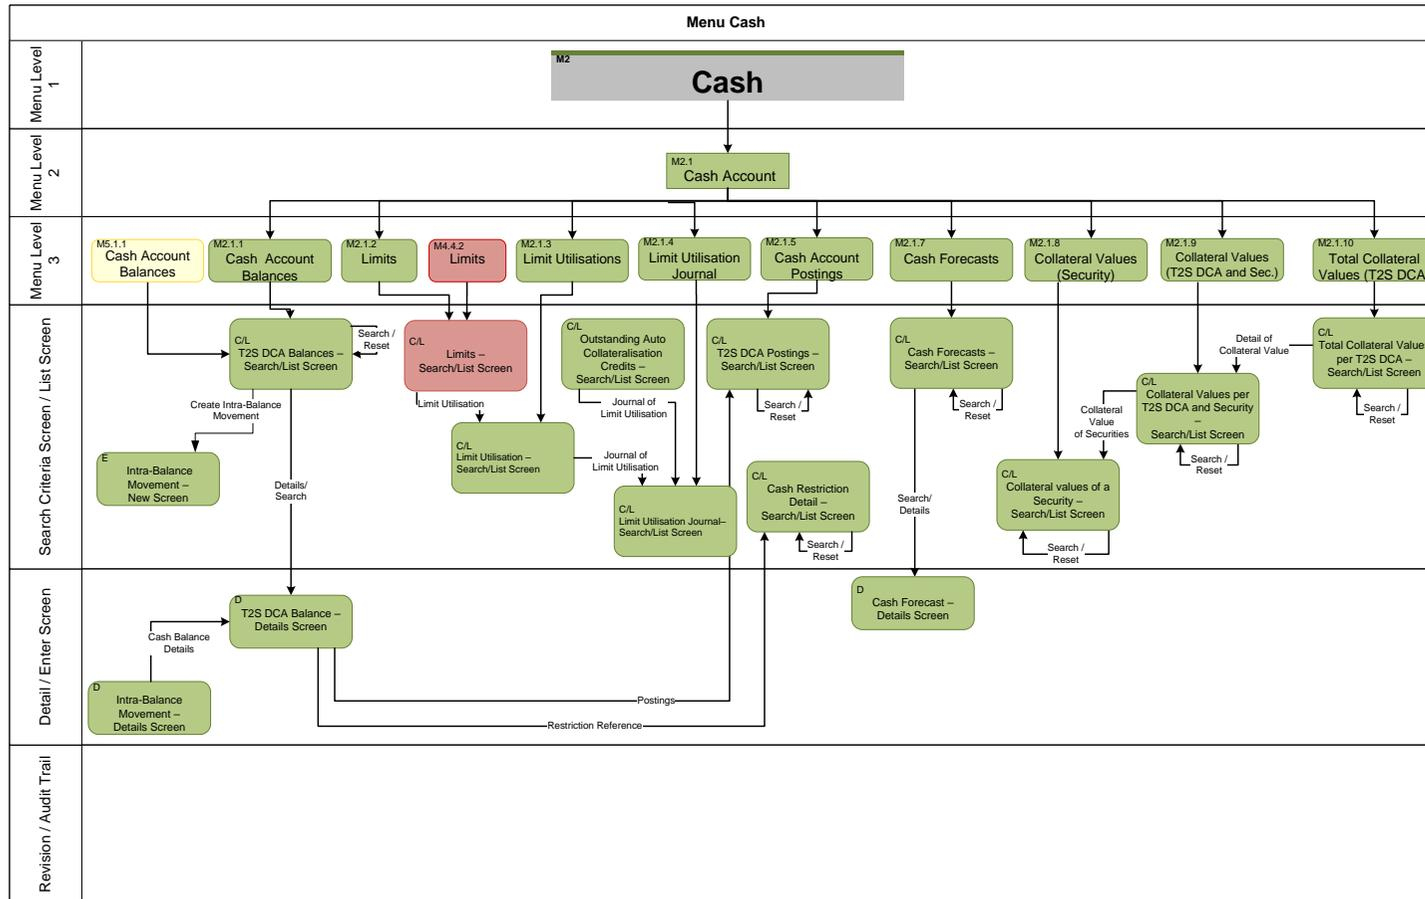 Menu Cash
Menu Level
1
M2
Cash
Menu Level
2
M2.1
Cash Account
Menu Level
3
M5.1.1
Cash Account
Balances
M2.1.1
Cash Account
Balances
M2.1.2
Limits
M4.4.2
Limits
M2.1.3
Limit Utilisations
M2.1.4
Limit Utilisation
Journal
M2.1.5
Cash Account
Postings
M2.1.7
Cash Forecasts
M2.1.8
Collateral Values
(Security)
M2.1.9
Collateral Values
(T2S DCA and Sec.)
M2.1.10
Total Collateral
Values (T2S DCA
Search Criteria Screen / List Screen
C/L
T2S DCA Balances –
Search/List Screen
Search /
Reset
C/L
Limits –
Search/List Screen
C/L
Outstanding Auto
Collateralisation
Credits –
Search/List Screen
C/L
T2S DCA Postings –
Search/List Screen
C/L
Cash Forecasts –
Search/List Screen
Detail of
Collateral Value
C/L
Total Collateral Value
per T2S DCA –
Search/List Screen
Create Intra-Balance
Movement
Limit Utilisation
Journal of
Limit Utilisation
Search /
Reset
Search /
Reset
Collateral
Value
of Securities
C/L
Collateral Values per
T2S DCA and Security
–
Search/List Screen
Search /
Reset
E
Intra-Balance
Movement –
New Screen
C/L
Limit Utilisation –
Search/List Screen
Journal of
Limit Utilisation
Search /
Reset
Details/
Search
C/L
Limit Utilisation Journal–
Search/List Screen
C/L
Cash Restriction
Detail –
Search/List Screen
Search /
Reset
Search/
Details
C/L
Collateral values of a
Security –
Search/List Screen
Search /
Reset
Detail / Enter Screen
D
T2S DCA Balance –
Details Screen
D
Cash Forecast –
Details Screen
Cash Balance
Details
D
Intra-Balance
Movement –
Details Screen
Postings
Restriction Reference
Revision / Audit Trail